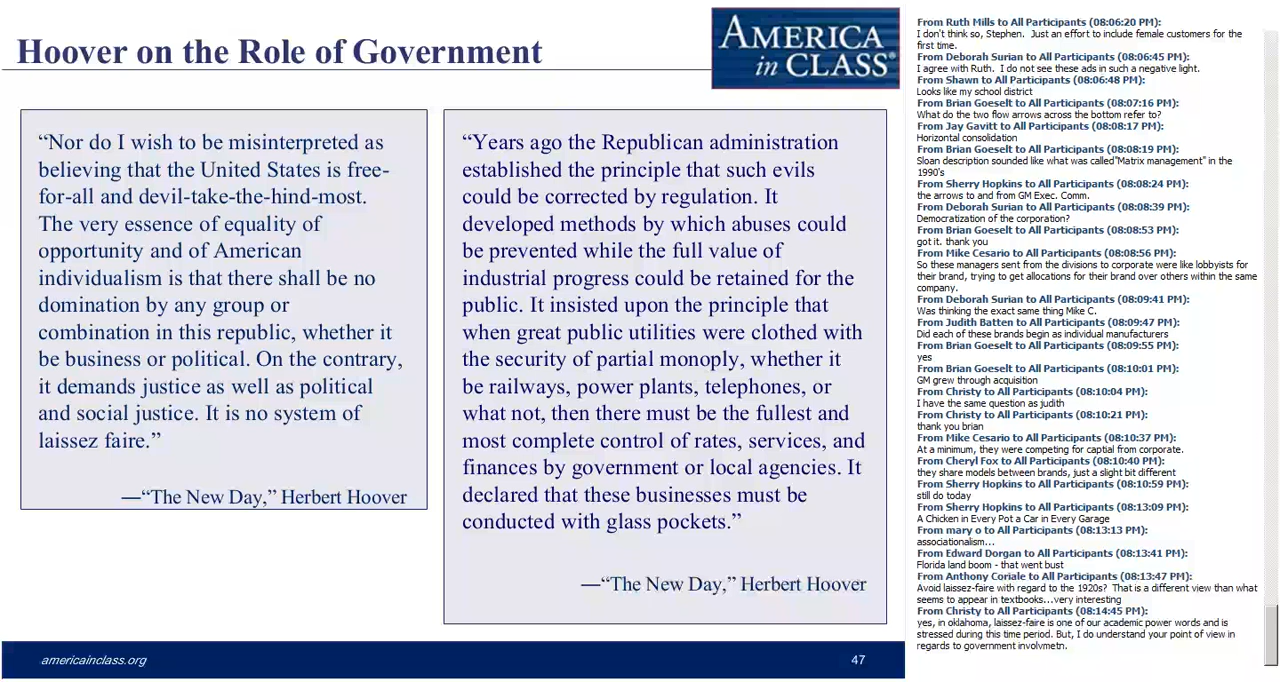 Hoover on the Role of Government
AMERICA
in CLASS®
“Nor do I wish to be misinterpreted as
believing that the United States is free-
for-all and devil-take-the-hind-most.
The very essence of equality of
opportunity and of American
individualism is that there shall be no
domination by any group or
combination in this republic, whether it
be business or political. On the contrary,
it demands justice as well as political
and social justice. It is no system of
laissez faire.”
—“The New Day,” Herbert Hoover
“Years ago the Republican administration
established the principle that such evils
could be corrected by regulation. It
developed methods by which abuses could
be prevented while the full value of
industrial progress could be retained for the
public. It insisted upon the principle that
when great public utilities were clothed with
the security of partial monoply, whether it
be railways, power plants, telephones, or
what not, then there must be the fullest and
most complete control of rates, services, and
finances by government or local agencies. It
declared that these businesses must be
conducted with glass pockets.”
—“The New Day,” Herbert Hoover
americainclass.org
47
From Ruth Mills to All Participants (08:06:20 PM):
I don't think so, Stephen. Just an effort to include female customers for the
first time.
From Deborah Surian to All Participants (08:06:45 PM):
I agree with Ruth. I do not see these ads in such a negative light.
From Shawn to All Participants (08:06:48 PM):
Looks like my school district
From Brian Goeselt to All Participants (08:07:16 PM):
What do the two flow arrows across the bottom refer to?
From Jay Gavitt to All Participants (08:08:17 PM):
Horizontal consolidation
From Brian Goeselt to All Participants (08:08:19 PM):
Sloan description sounded like what was called"Matrix management" in the
1990's
From Sherry Hopkins to All Participants (08:08:24 PM):
the arrows to and from GM Exec. Comm.
From Deborah Surian to All Participants (08:08:39 PM):
Democratization of the corporation?
From Brian Goeselt to All Participants (08:08:53 PM):
got it. thank you
From Mike Cesario to All Participants (08:08:56 PM):
So these managers sent from the divisions to corporate were like lobbyists for
their brand, trying to get allocations for their brand over others within the same
company.
From Deborah Surian to All Participants (08:09:41 PM):
Was thinking the exact same thing Mike C.
From Judith Batten to All Participants (08:09:47 PM):
Did each of these brands begin as individual manufacturers
From Brian Goeselt to All Participants (08:09:55 PM):
yes
From Brian Goeselt to All Participants (08:10:01 PM):
GM grew through acquisition
From Christy to All Participants (08:10:04 PM):
I have the same question as judith
From Christy to All Participants (08:10:21 PM):
thank you brian
From Mike Cesario to All Participants (08:10:37 PM):
At a minimum, they were competing for captial from corporate.
From Cheryl Fox to All Participants (08:10:40 PM):
they share models between brands, just a slight bit different
From Sherry Hopkins to All Participants (08:10:59 PM):
still do today
From Sherry Hopkins to All Participants (08:13:09 PM):
A Chicken in Every Pot a Car in Every Garage
From mary o to All Participants (08:13:13 PM):
associationalism...
From Edward Dorgan to All Participants (08:13:41 PM):
Florida land boom - that went bust
From Anthony Coriale to All Participants (08:13:47 PM):
Avoid laissez-faire with regard to the 1920s? That is a different view than what
seems to appear in textbooks...very interesting
From Christy to All Participants (08:14:45 PM):
yes, in oklahoma, laissez-faire is one of our academic power words and is
stressed during this time period. But, I do understand your point of view in
regards to government involvmetn.